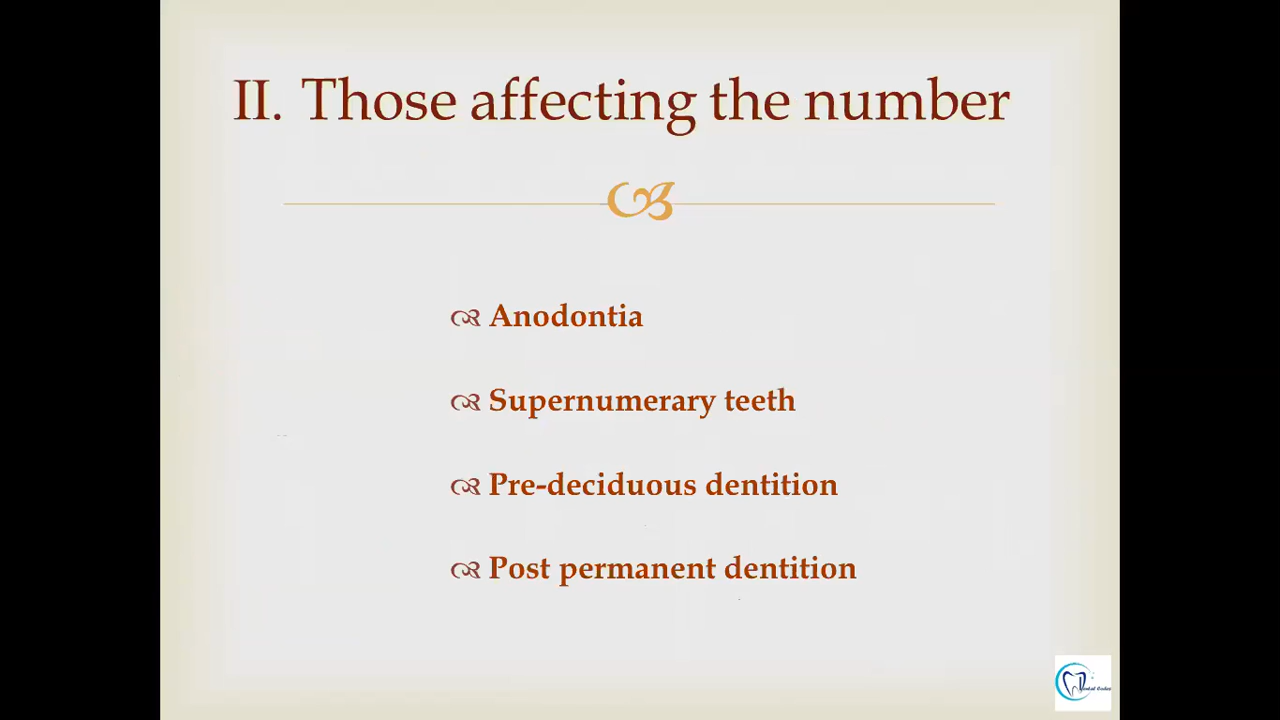 II. Those affecting the number
Anodontia
Supernumerary teeth
Pre-deciduous dentition
Post permanent dentition